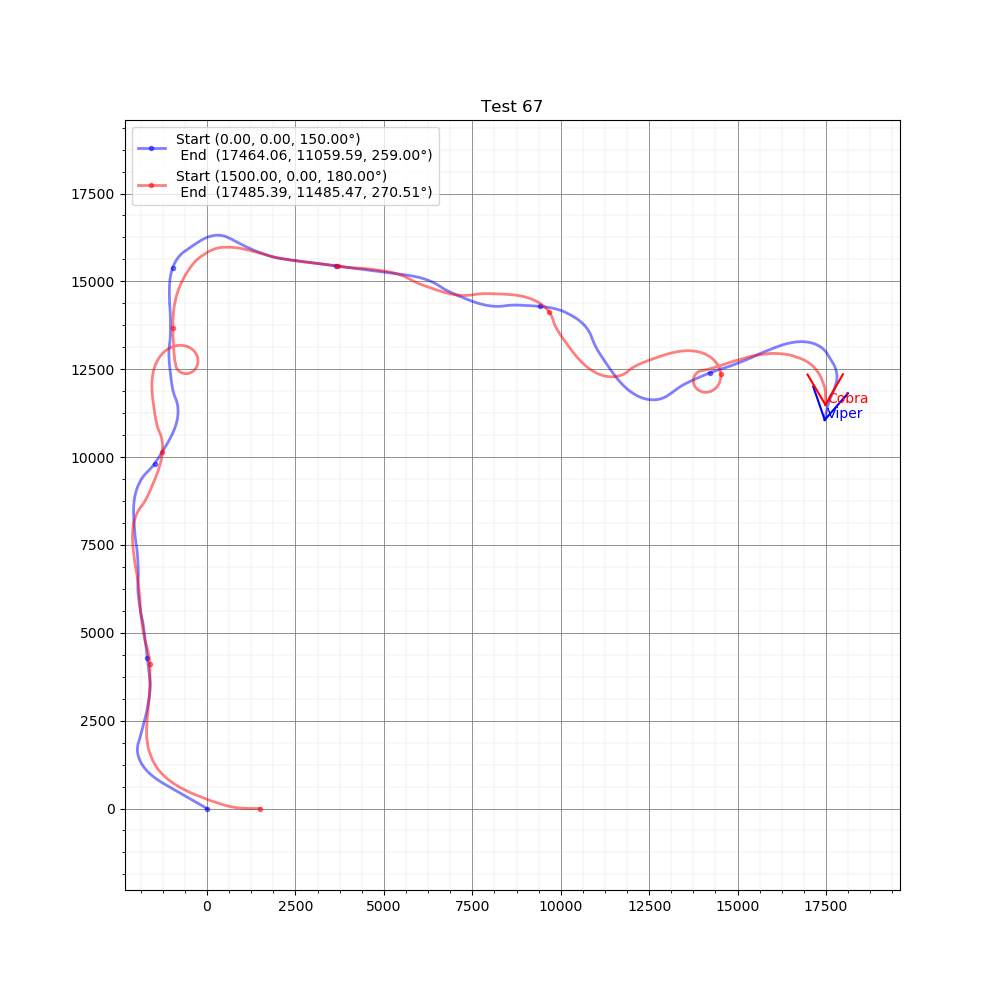 Test 67
Start (0.00, 0.00, 150.00°)
End (17464.06, 11059.59, 259.00°)
Start (1500.00, 0.00, 180.00°)
End (17485.39, 11485.47, 270.51°)
17500
15000
12500
10000
7500
5000
2500
0
Cobra
Viper
0 2500 5000 7500 10000 12500 15000 17500